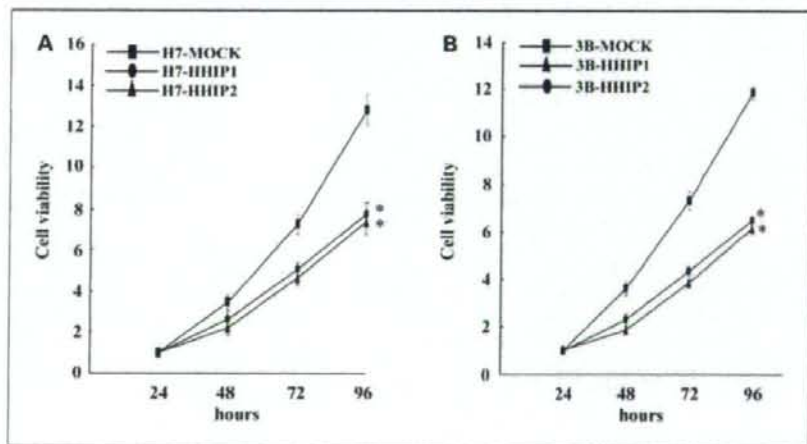 A
H7-MOCK
H7-HHIP1
H7-HHIP2
16
14
12
10
8
6
4
2
0
Cell viability
24 48 72 96
hours
*
*
B
3B-MOCK
3B-HHIP1
3B-HHIP2
14
12
10
8
6
4
2
0
Cell viability
24 48 72 96
hours
*
*